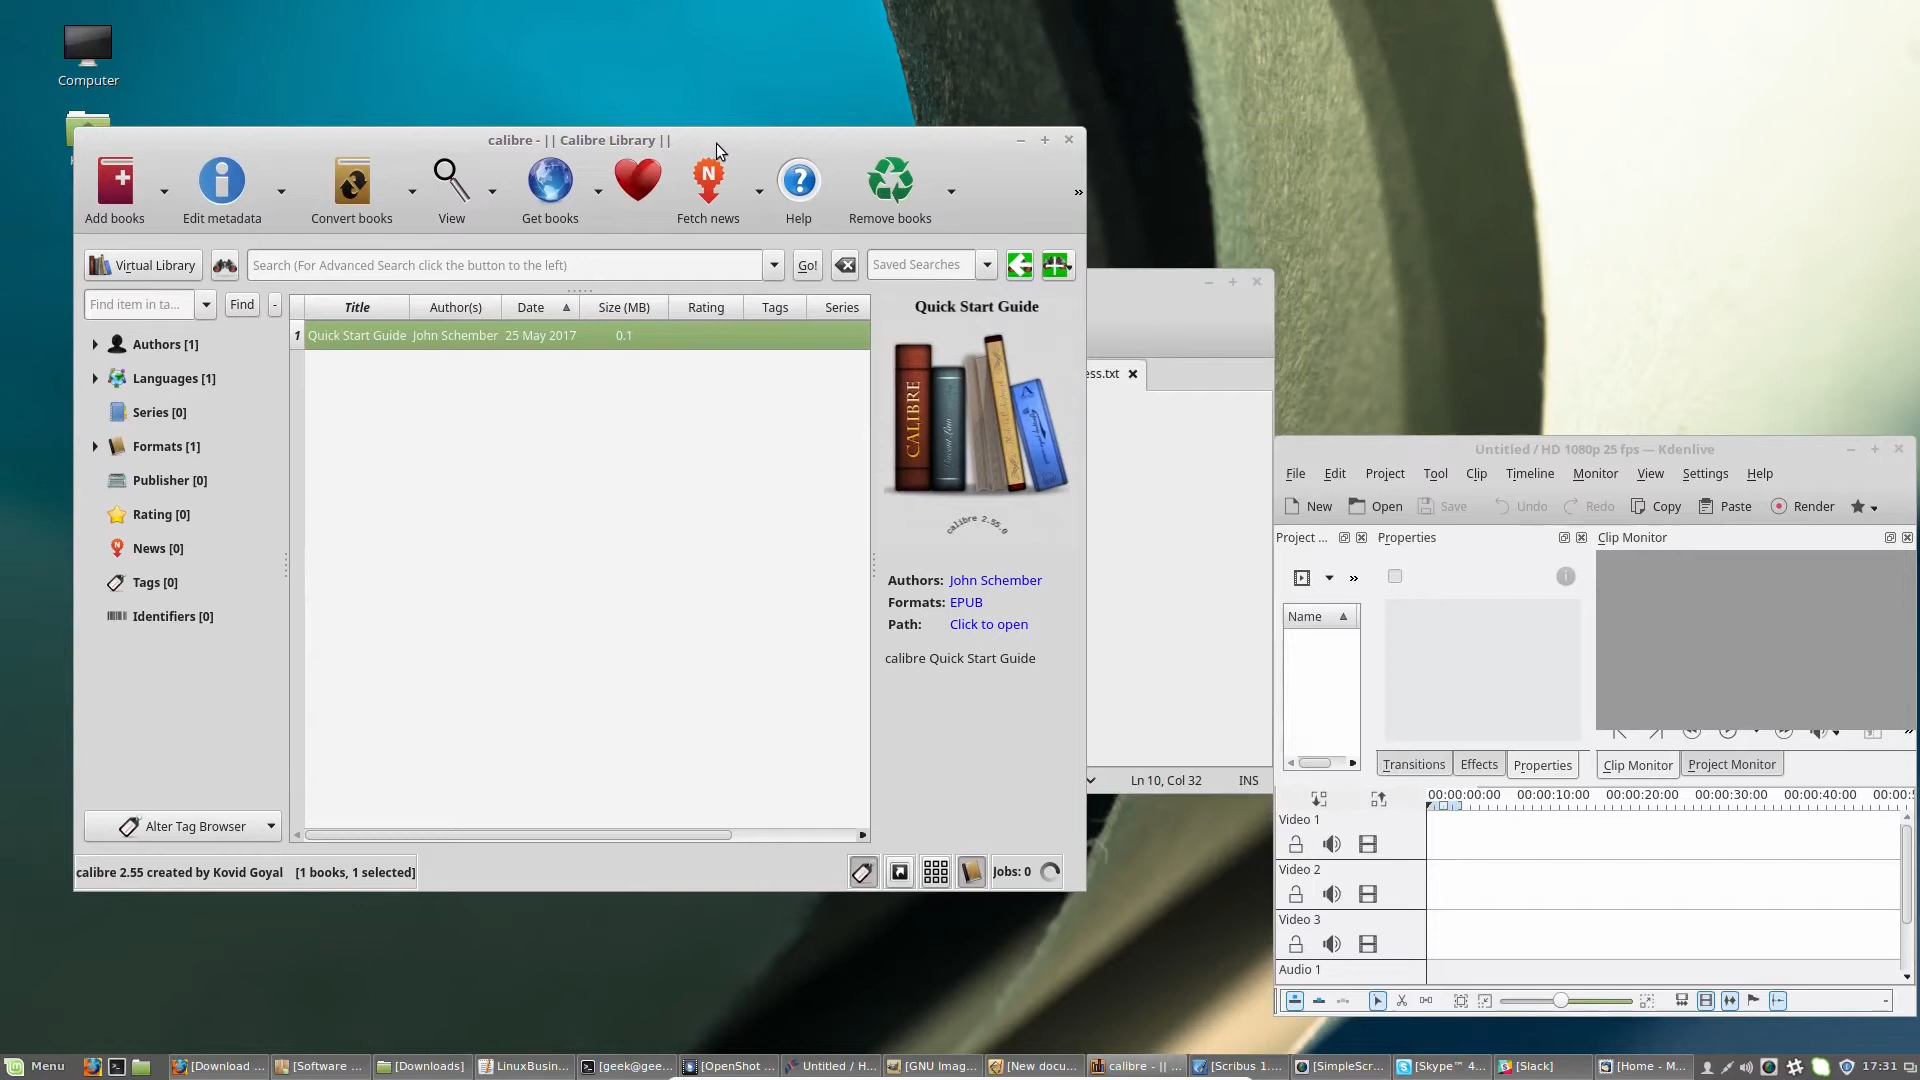 Computer
calibre - || Calibre Library ||
Add books
Edit metadata
Convert books
View
Get books
Fetch news
Help
Remove books
Virtual Library
Search (For Advanced Search click the button to the left)
Go!
Saved Searches
Find item in ta...
Find
-
Title Author(s) Date Size (MB) Rating Tags Series
1 Quick Start Guide John Schember 25 May 2017 0.1
Authors [1]
Languages [1]
Series [0]
Formats [1]
Publisher [0]
Rating [0]
News [0]
Tags [0]
Identifiers [0]
Alter Tag Browser
Quick Start Guide
CALIBRE
calibre 2.55.0
Authors: John Schember
Formats: EPUB
Path: Click to open
calibre Quick Start Guide
calibre 2.55 created by Kovid Goyal [1 books, 1 selected]
Jobs: 0
ess.txt
Ln 10, Col 32 INS
Untitled / HD 1080p 25 fps — Kdenlive
File Edit Project Tool Clip Timeline Monitor View Settings Help
New Open Save Undo Redo Copy Paste Render
Project ... Properties Clip Monitor
Name
Transitions Effects Properties Clip Monitor Project Monitor
00:00:00:00 00:00:10:00 00:00:20:00 00:00:30:00 00:00:40:00 00:00:5
Video 1
Video 2
Video 3
Audio 1
Menu [Download ... [Software ... [Downloads] LinuxBusin... [geek@gee... [OpenShot ... Untitled / H... [GNU Imag... [New docu... calibre - || ... [Scribus 1.... [SimpleScr... [Skype™ 4... [Slack] [Home - M... 17:31